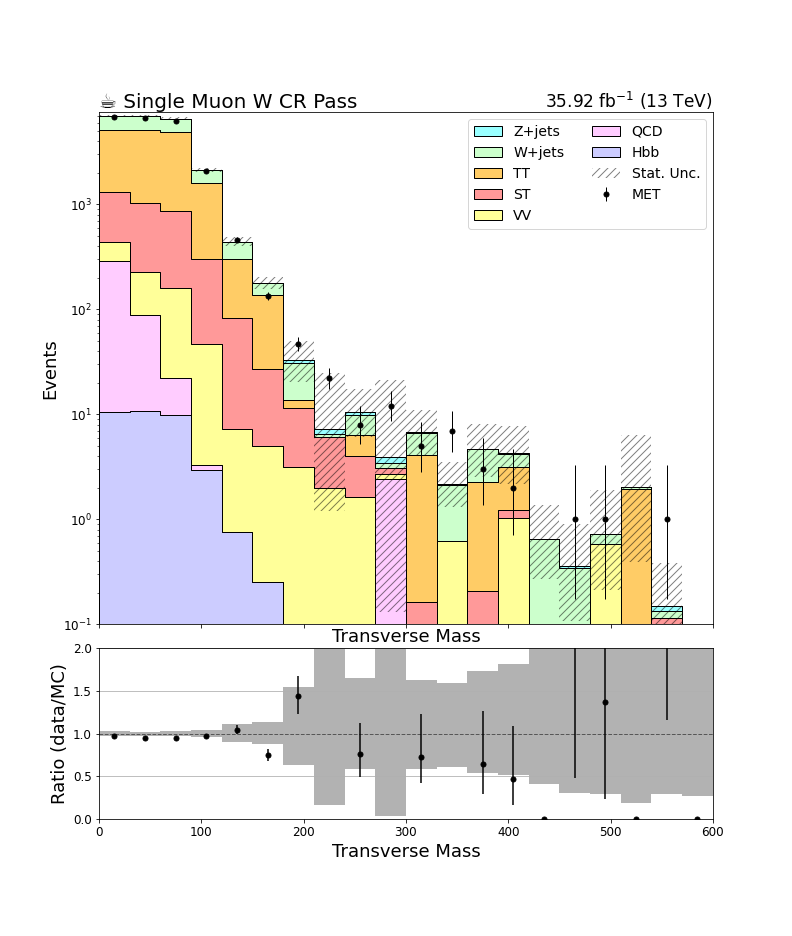 ☕ Single Muon W CR Pass
35.92 fb⁻¹ (13 TeV)
Z+jets
W+jets
TT
ST
VV
QCD
Hbb
Stat. Unc.
MET
Events
10³
10²
10¹
10⁰
10⁻¹
Transverse Mass
Ratio (data/MC)
2.0
1.5
1.0
0.5
0.0
0 100 200 300 400 500 600
Transverse Mass